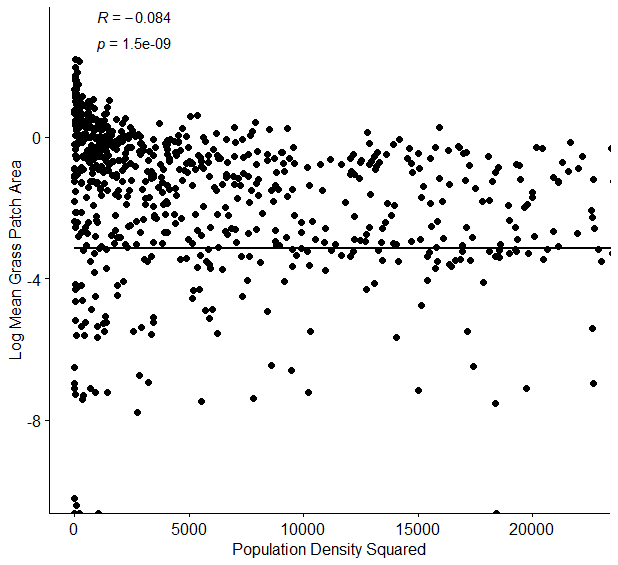 R = −0.084
p = 1.5e-09
Log Mean Grass Patch Area
0
-4
-8
0 5000 10000 15000 20000
Population Density Squared